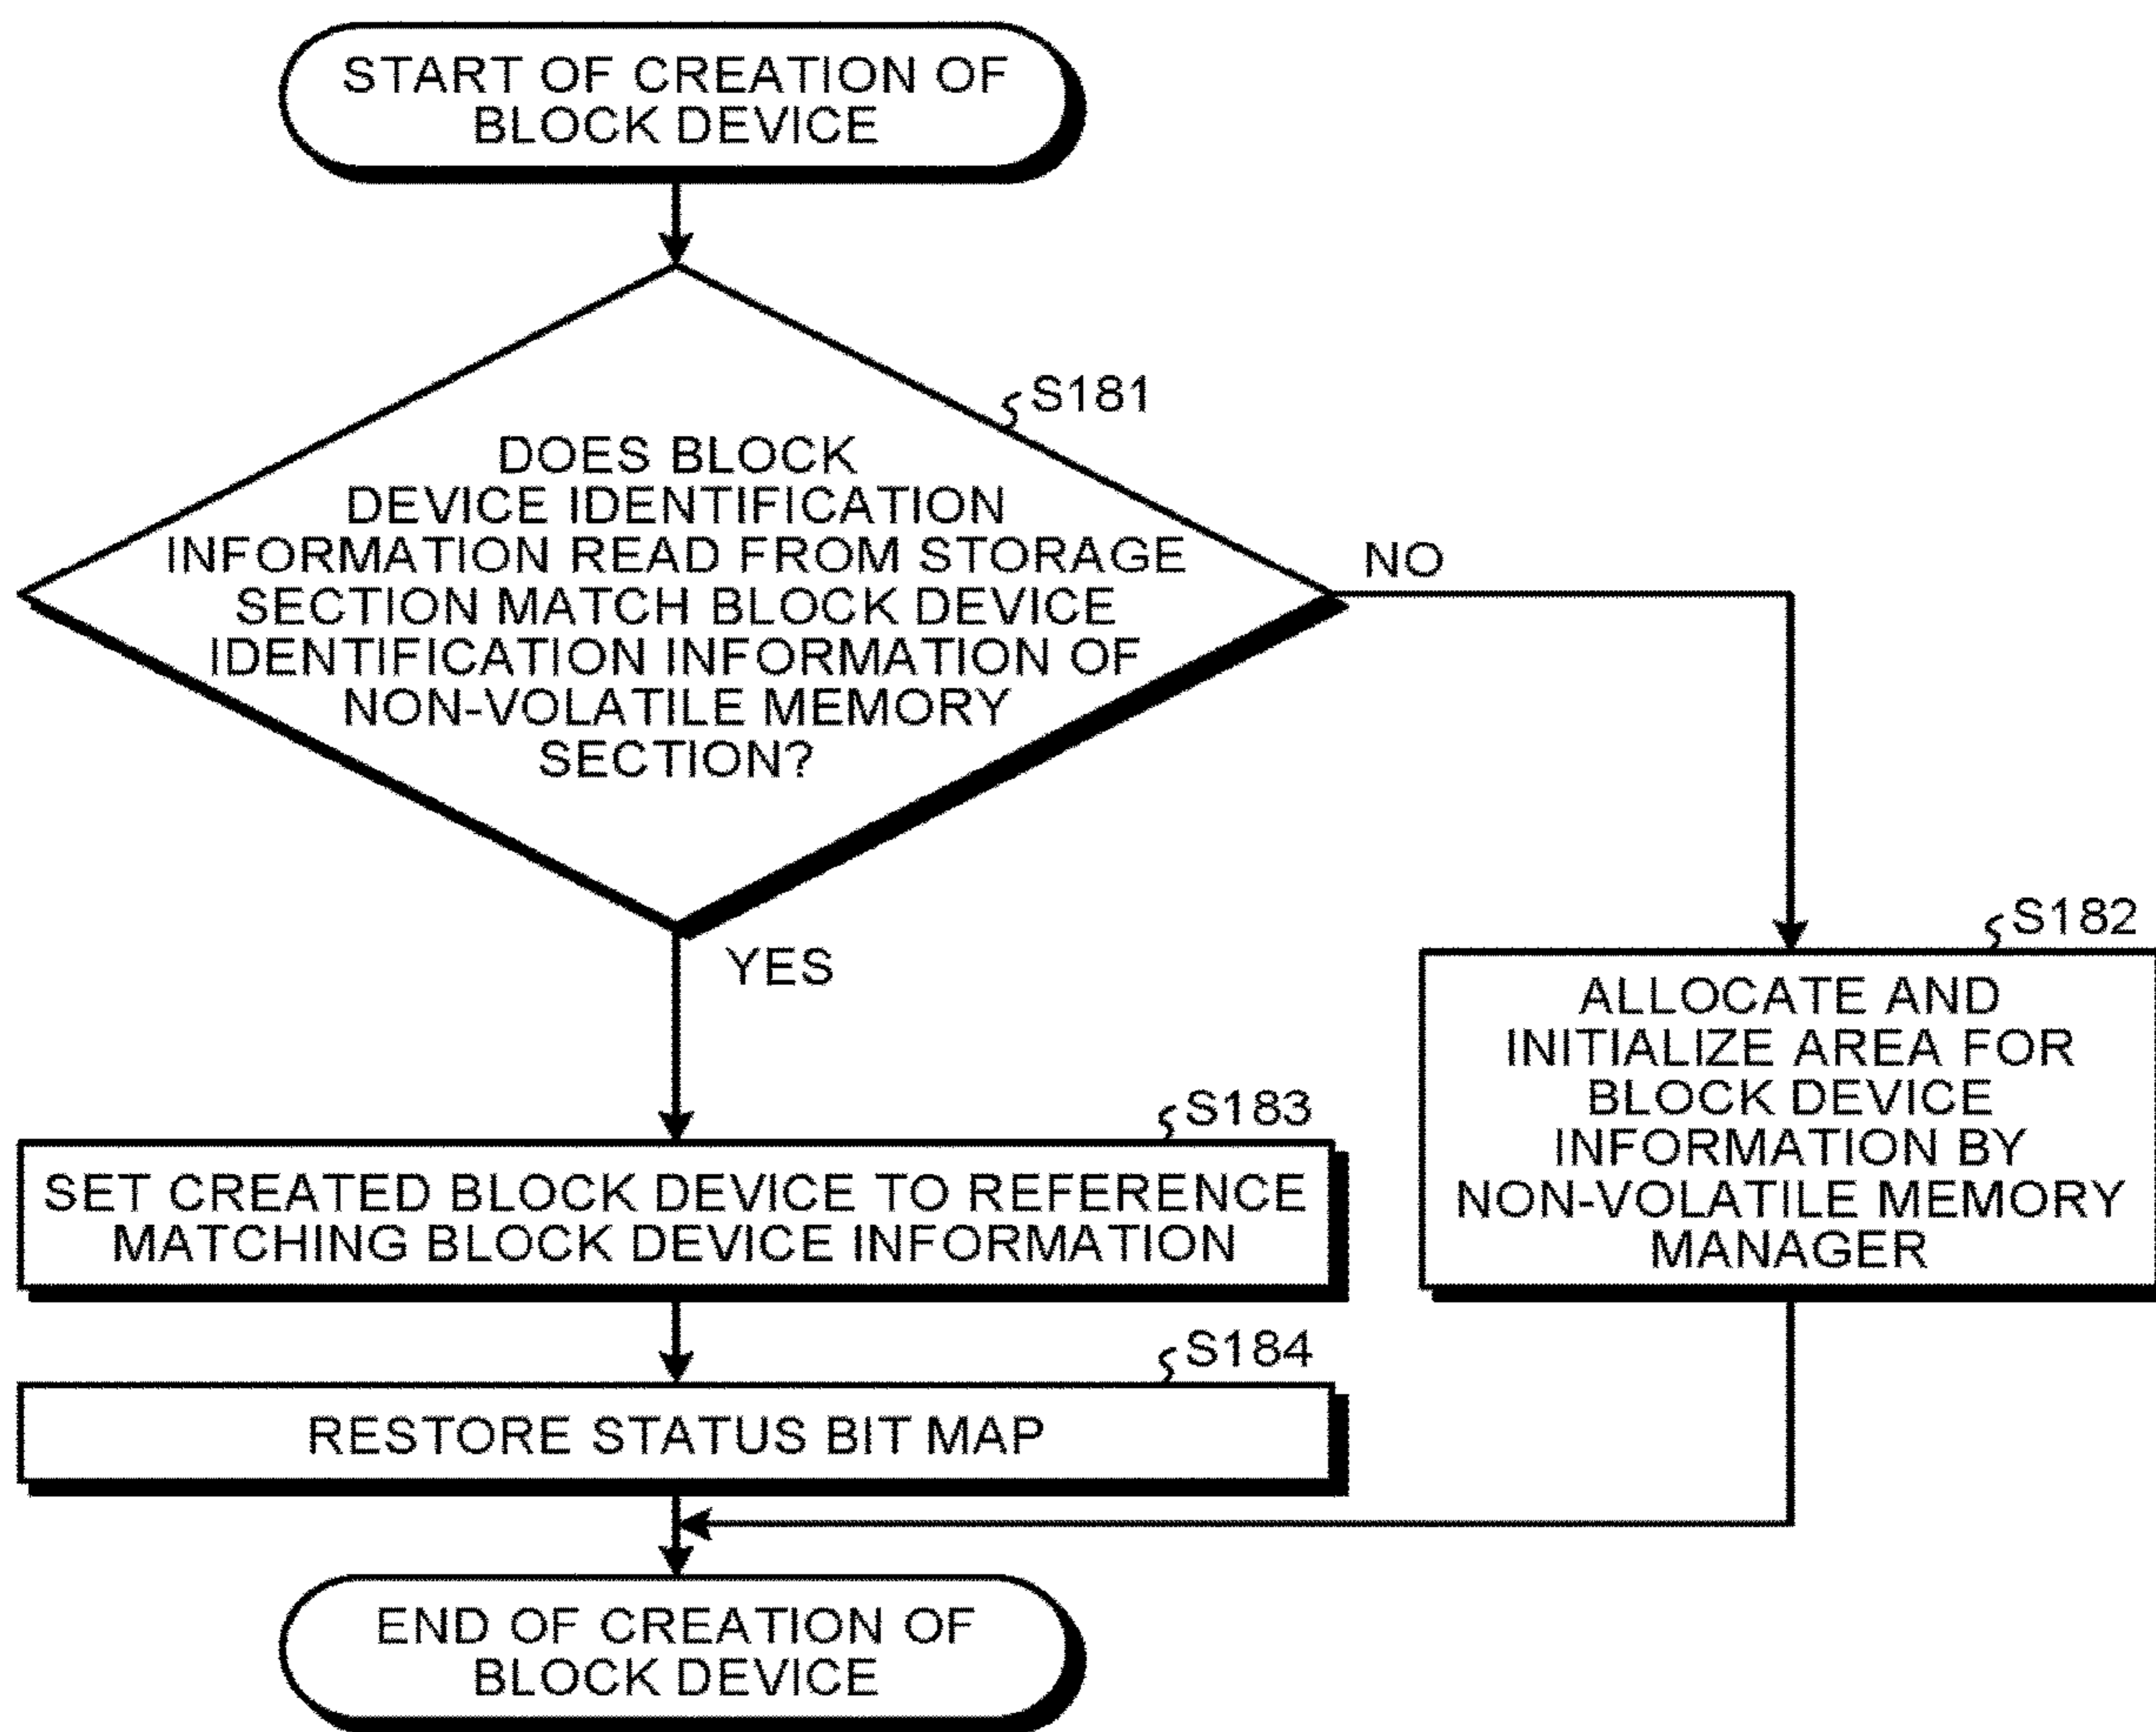 START OF CREATION OF
BLOCK DEVICE
S181
DOES BLOCK
DEVICE IDENTIFICATION
INFORMATION READ FROM STORAGE
SECTION MATCH BLOCK DEVICE
IDENTIFICATION INFORMATION OF
NON-VOLATILE MEMORY
SECTION?
NO
YES
S182
ALLOCATE AND
INITIALIZE AREA FOR
BLOCK DEVICE
INFORMATION BY
NON-VOLATILE MEMORY
MANAGER
S183
SET CREATED BLOCK DEVICE TO REFERENCE
MATCHING BLOCK DEVICE INFORMATION
S184
RESTORE STATUS BIT MAP
END OF CREATION OF
BLOCK DEVICE